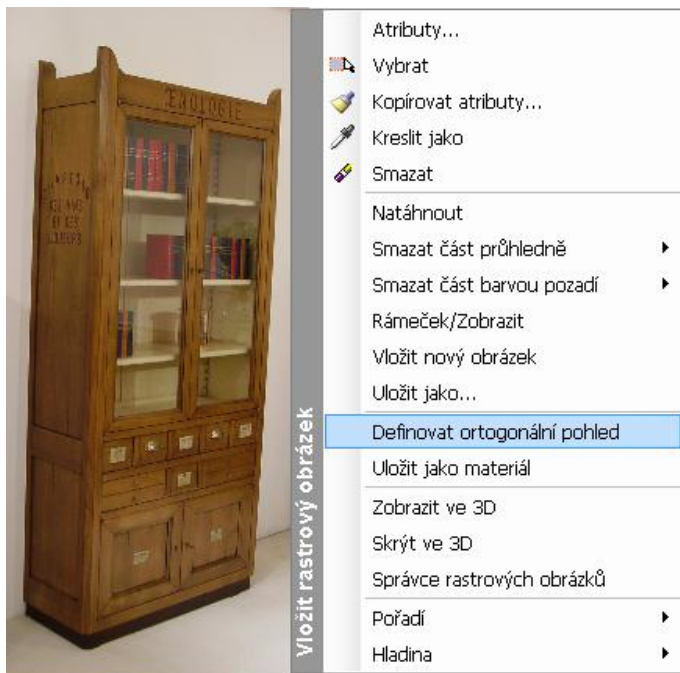 ŒNOLOGIE
Vložit rastrový obrázek
Atributy...
Vybrat
Kopírovat atributy...
Kreslit jako
Smazat
Natáhnout
Smazat část průhledně
Smazat část barvou pozadí
Rámeček/Zobrazit
Vložit nový obrázek
Uložit jako...
Definovat ortogonální pohled
Uložit jako materiál
Zobrazit ve 3D
Skrýt ve 3D
Správce rastrových obrázků
Pořadí
Hladina